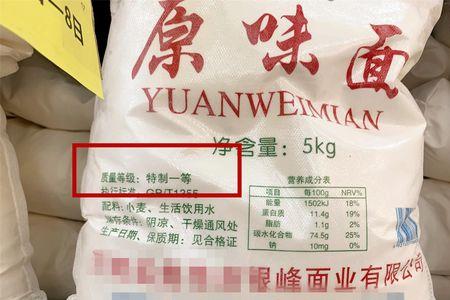 -8日
原味面
YUANWEIMIAN
净含量：5kg
质量等级：特制一等
执行标准：GB/T1355
配料：小麦、生活饮用水
储存条件：阴凉、干燥通风处
生产日期、保质期：见合格证
营养成分表
项目 每100g NRV%
能量 1502kJ 18%
蛋白质 11.4g 19%
脂肪 1.1g 2%
碳水化合物 74.5g 25%
钠 10mg 0%
银峰面业有限